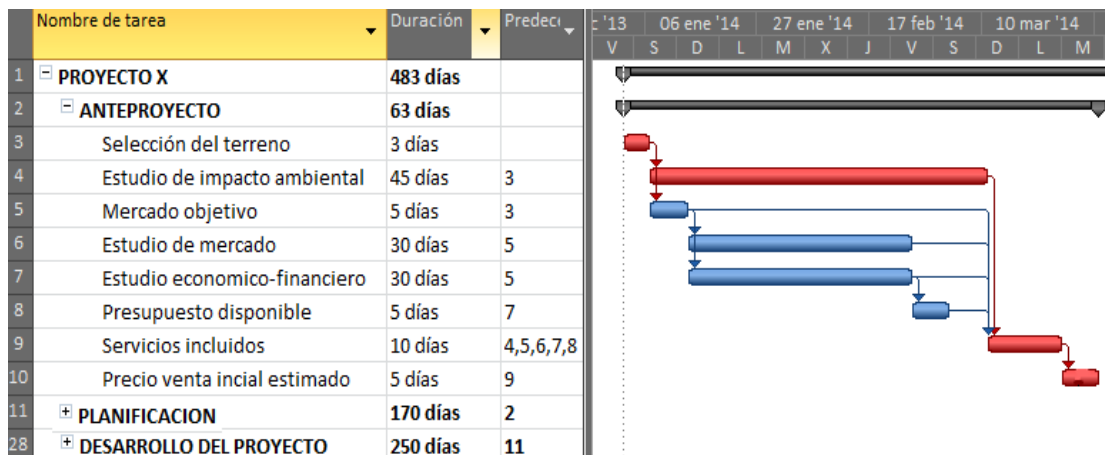 Nombre de tarea Duración Predec
'13 06 ene '14 27 ene '14 17 feb '14 10 mar '14
V S D L M X J V S D L M
1 PROYECTO X 483 días
2 ANTEPROYECTO 63 días
3 Selección del terreno 3 días
4 Estudio de impacto ambiental 45 días 3
5 Mercado objetivo 5 días 3
6 Estudio de mercado 30 días 5
7 Estudio economico-financiero 30 días 5
8 Presupuesto disponible 5 días 7
9 Servicios incluidos 10 días 4,5,6,7,8
10 Precio venta incial estimado 5 días 9
11 PLANIFICACION 170 días 2
28 DESARROLLO DEL PROYECTO 250 días 11